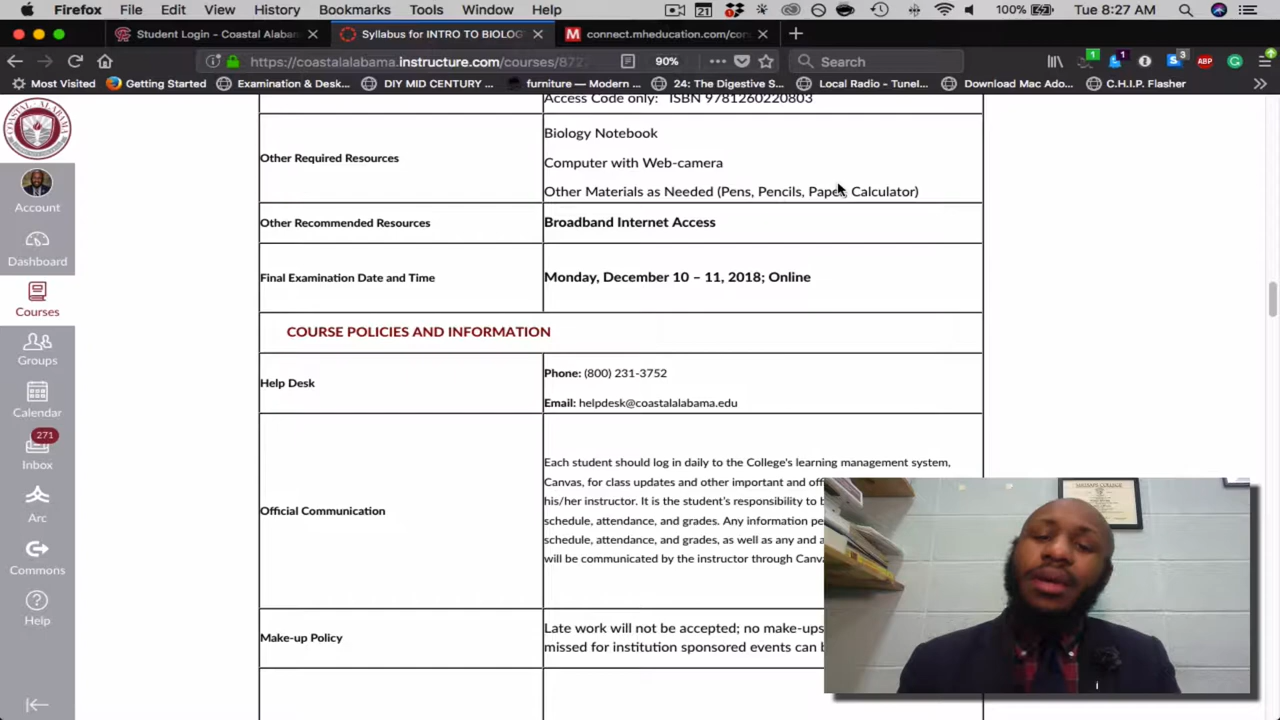 Firefox File Edit View History Bookmarks Tools Window Help 21 100% Tue 8:27 AM
Student Login - Coastal Alabam Syllabus for INTRO TO BIOLOG M connect.mheducation.com/con
https://coastalalabama.instructure.com/courses/872 90% Search 1 1 3 ABP
Most Visited Getting Started Examination & Desk... DIY MID CENTURY ... furniture — Modern ... 24: The Digestive S... Local Radio - Tunel... Download Mac Ado... C.H.I.P. Flasher
Access Code only: ISBN 9781260220803
Other Required Resources
Biology Notebook
Computer with Web-camera
Other Materials as Needed (Pens, Pencils, Paper, Calculator)
Other Recommended Resources
Broadband Internet Access
Final Examination Date and Time
Monday, December 10 – 11, 2018; Online
COURSE POLICIES AND INFORMATION
Help Desk
Phone: (800) 231-3752
Email: helpdesk@coastalalabama.edu
Official Communication
Each student should log in daily to the College's learning management system,
Canvas, for class updates and other important and off
his/her instructor. It is the student's responsibility to b
schedule, attendance, and grades. Any information pe
schedule, attendance, and grades, as well as any and a
will be communicated by the instructor through Canv
Make-up Policy
Late work will not be accepted; no make-ups
missed for institution sponsored events can b
Account
Dashboard
Courses
Groups
Calendar
271
Inbox
Arc
Commons
Help